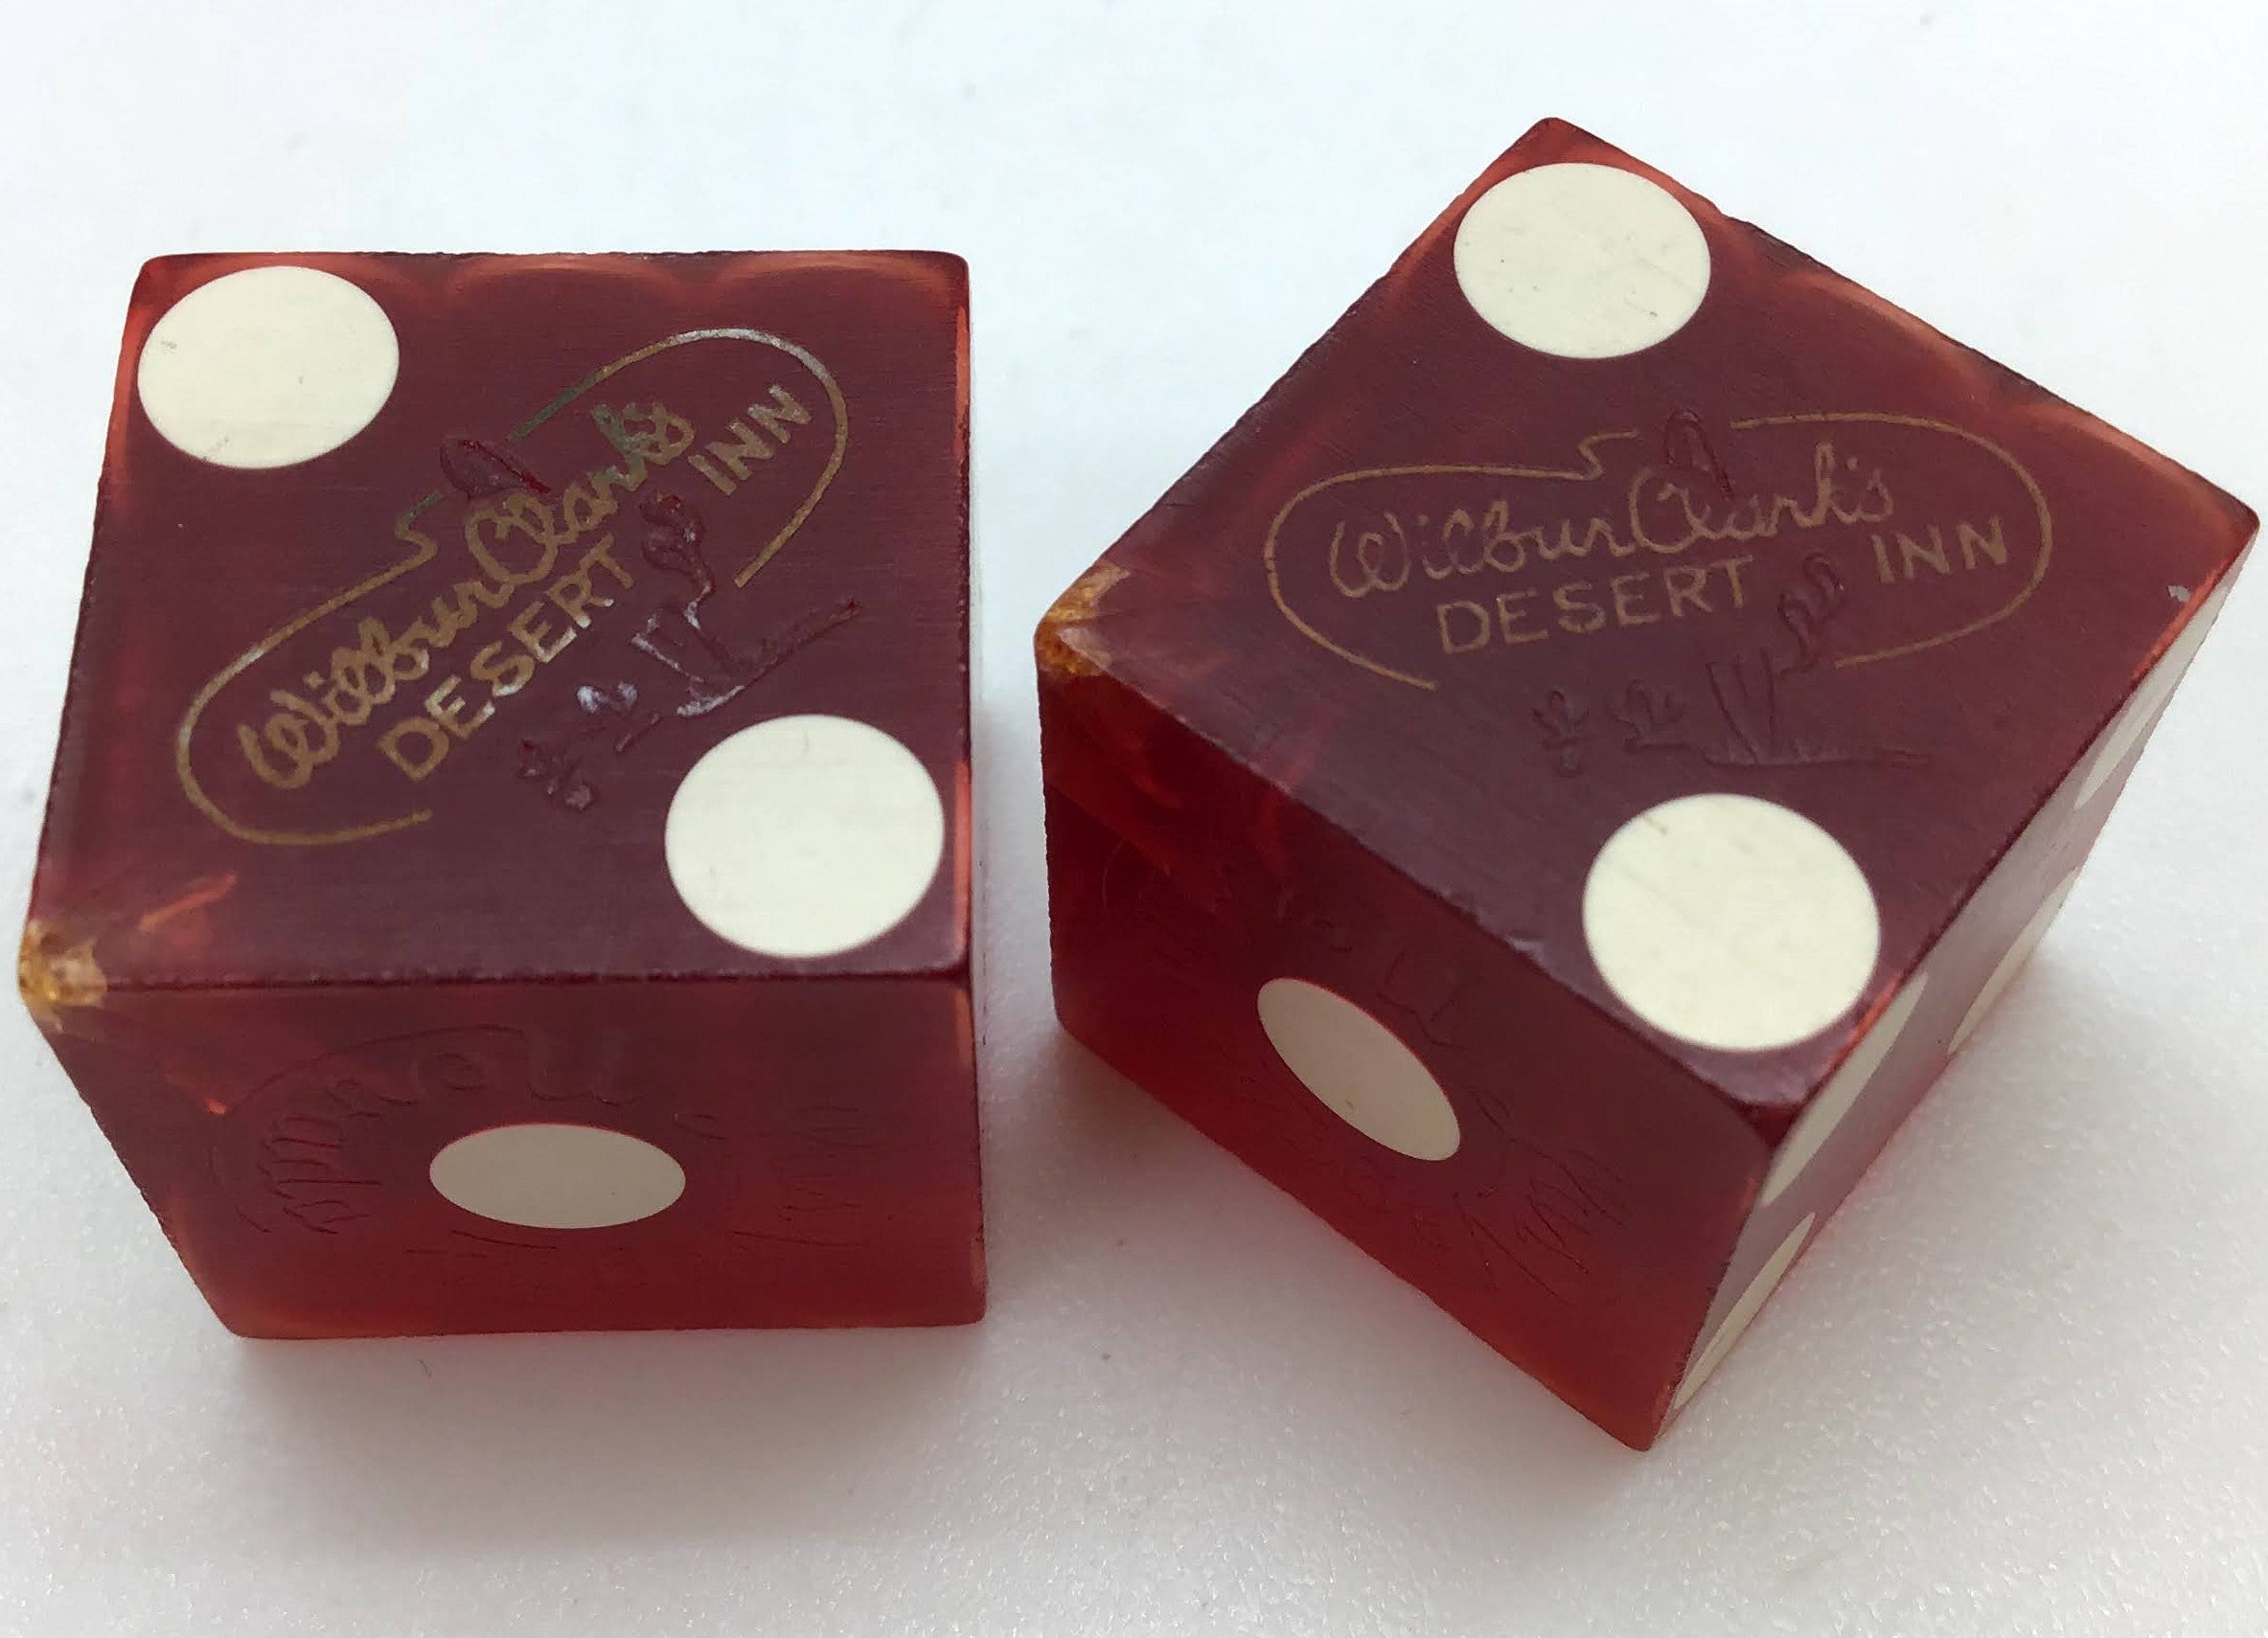 Wilbur Clark's
DESERT INN
Wilbur Clark's
DESERT INN